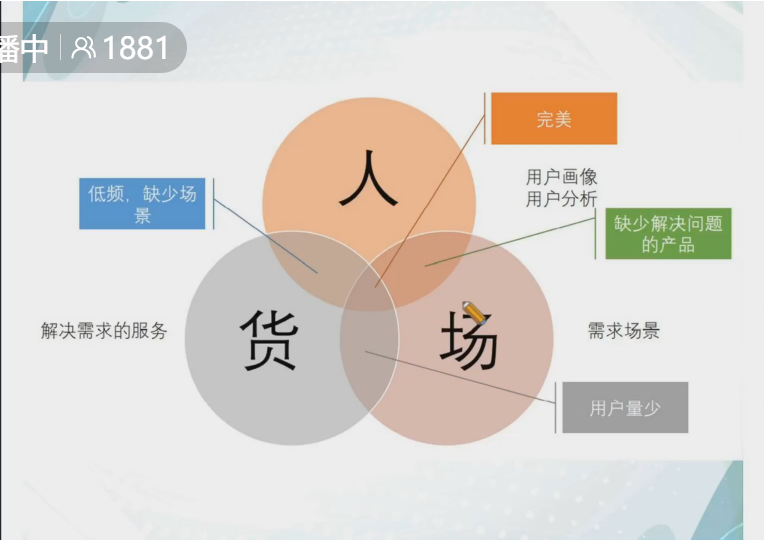 播中 1881
人
完美
用户画像
用户分析
低频，缺少场
景
缺少解决问题
的产品
解决需求的服务
货
场
需求场景
用户量少